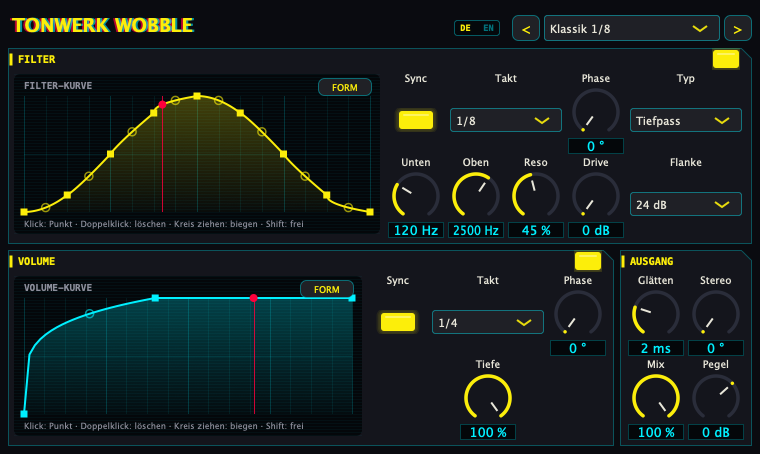 TONWERK WOBBLE
DE EN
<
Klassik 1/8
>
FILTER
FILTER-KURVE
FORM
Klick: Punkt · Doppelklick: löschen · Kreis ziehen: biegen · Shift: frei
Sync
Takt
Phase
Typ
1/8
0 °
Tiefpass
Unten
Oben
Reso
Drive
Flanke
120 Hz
2500 Hz
45 %
0 dB
24 dB
VOLUME
VOLUME-KURVE
FORM
Klick: Punkt · Doppelklick: löschen · Kreis ziehen: biegen · Shift: frei
Sync
Takt
Phase
1/4
0 °
Tiefe
100 %
AUSGANG
Glätten
Stereo
2 ms
0 °
Mix
Pegel
100 %
0 dB